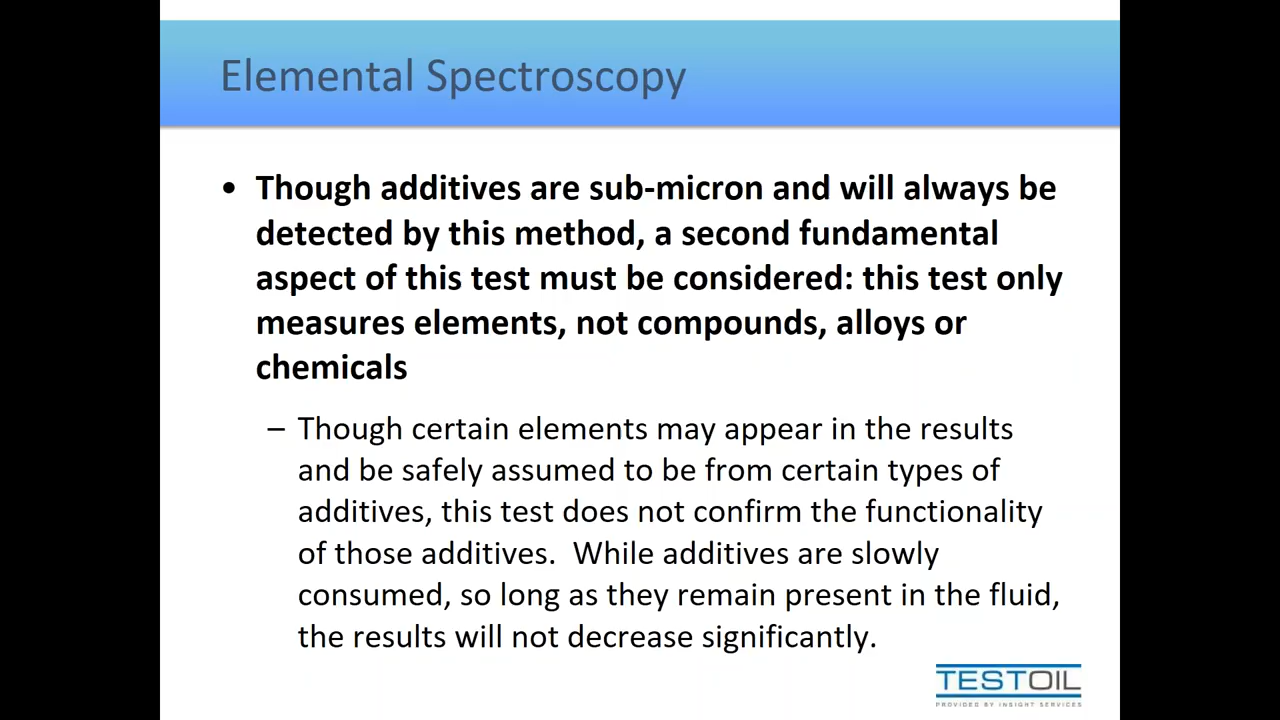 Elemental Spectroscopy
• Though additives are sub-micron and will always be
detected by this method, a second fundamental
aspect of this test must be considered: this test only
measures elements, not compounds, alloys or
chemicals
– Though certain elements may appear in the results
and be safely assumed to be from certain types of
additives, this test does not confirm the functionality
of those additives.  While additives are slowly
consumed, so long as they remain present in the fluid,
the results will not decrease significantly.
TESTOIL
PROVIDED BY INSIGHT SERVICES